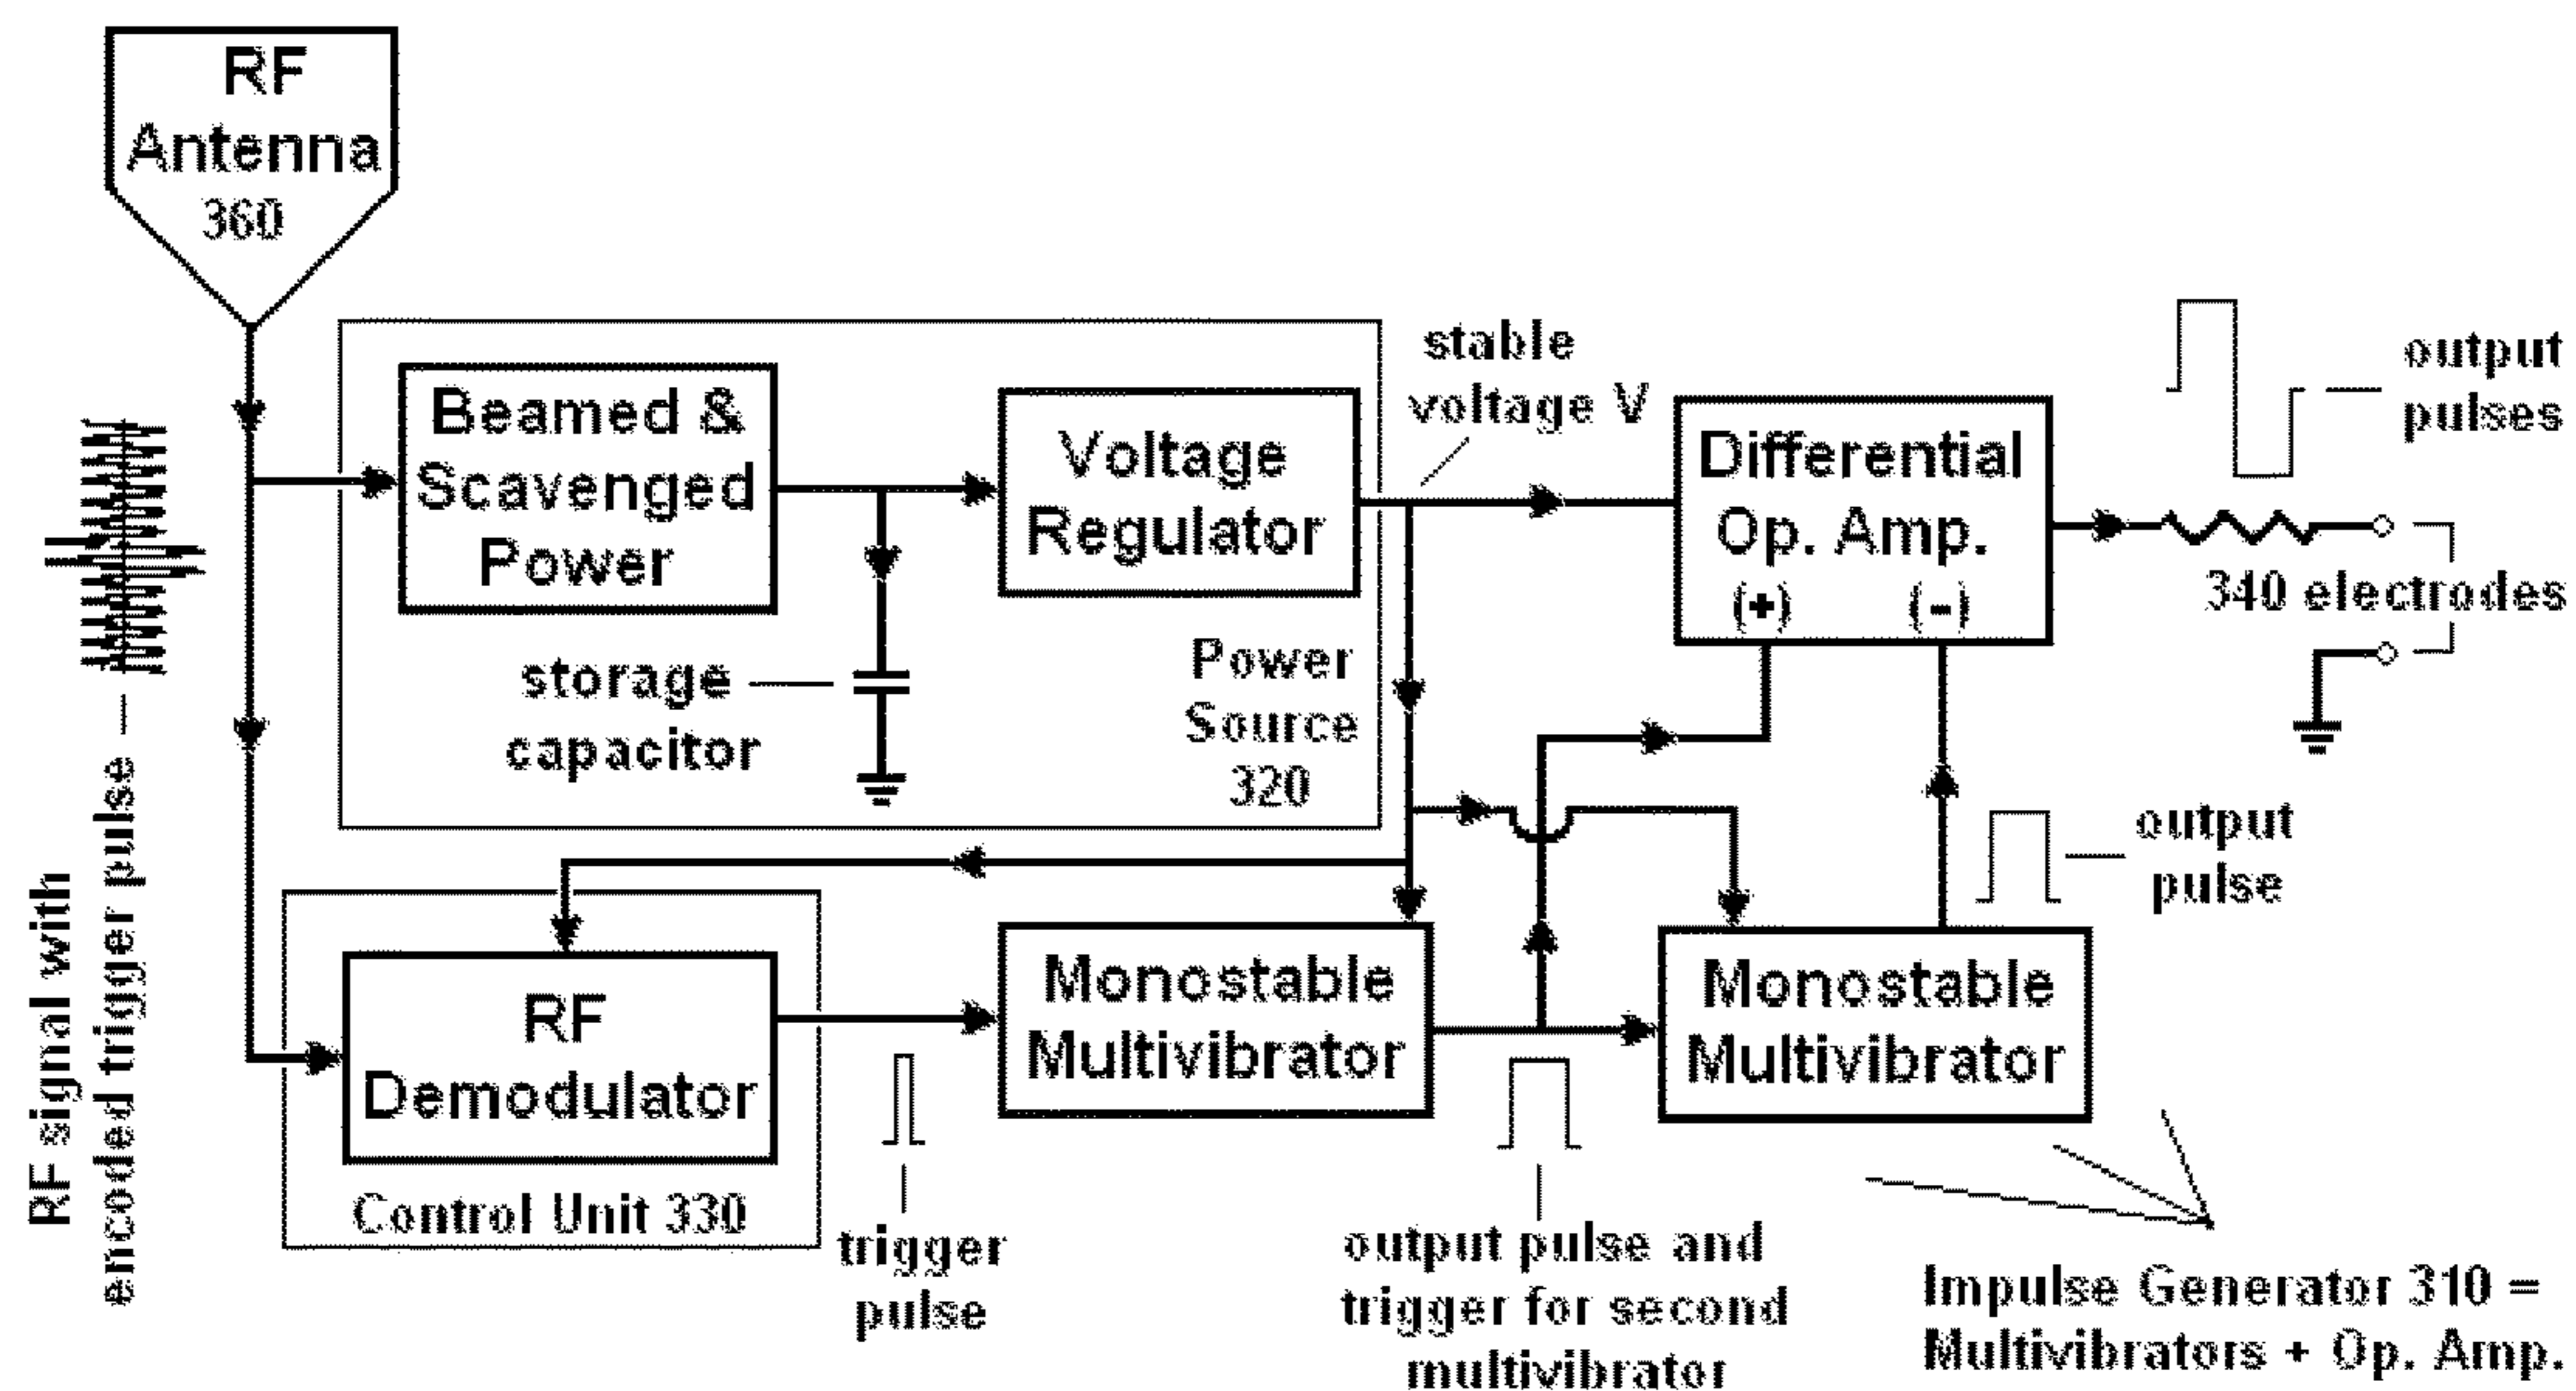 RF
Antenna
360
Beamed &
Scavenged
Power
Voltage
Regulator
stable
voltage V
Differential
Op. Amp.
(+) (-)
output
pulses
340 electrodes
storage
capacitor
Power
Source
320
RF signal with
encoded trigger pulse
RF
Demodulator
Control Unit 330
trigger
pulse
Monostable
Multivibrator
output pulse and
trigger for second
multivibrator
Monostable
Multivibrator
output
pulse
Impulse Generator 310 =
Multivibrators + Op. Amp.